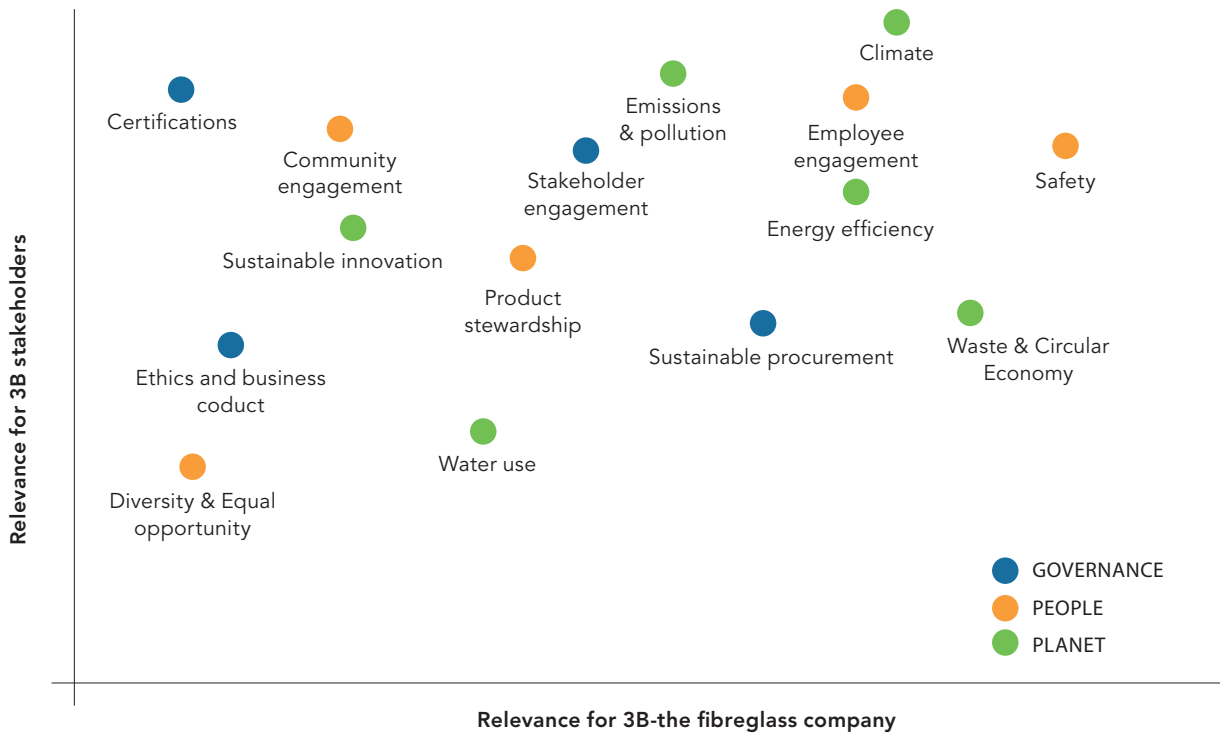 Climate
Certifications
Emissions
& pollution
Employee
engagement
Community
engagement
Stakeholder
engagement
Safety
Energy efficiency
Sustainable innovation
Product
stewardship
Sustainable procurement
Waste & Circular
Economy
Ethics and business
coduct
Water use
Diversity & Equal
opportunity
Relevance for 3B stakeholders
GOVERNANCE
PEOPLE
PLANET
Relevance for 3B-the fibreglass company